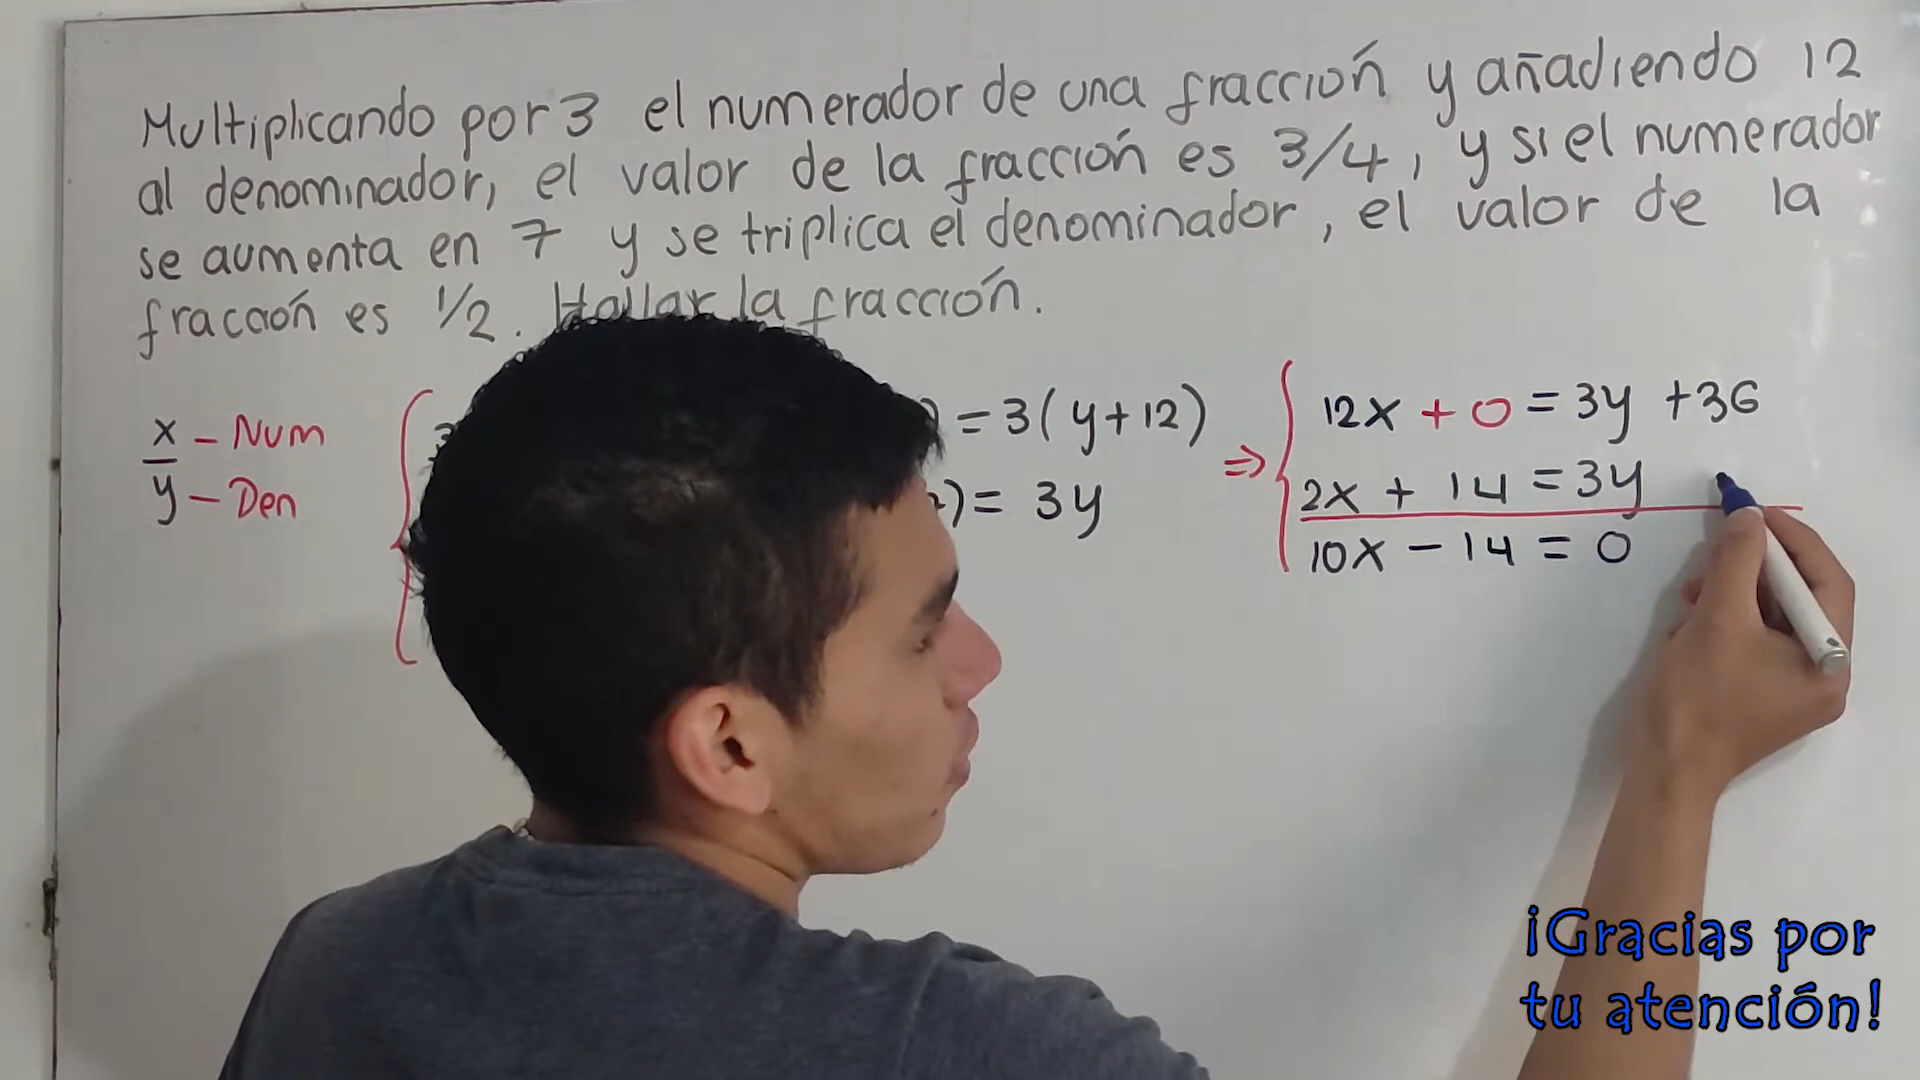 Multiplicando por 3 el numerador de una fracción y añadiendo 12
al denominador, el valor de la fracción es 3/4, y si el numerador
se aumenta en 7 y se triplica el denominador, el valor de la
fracción es 1/2. Hallar la fracción.
x - Num
y - Den
= 3(y+12)
)= 3y
⇒
12x + 0 = 3y + 36
2x + 14 = 3y
10x - 14 = 0
¡Gracias por
tu atención!